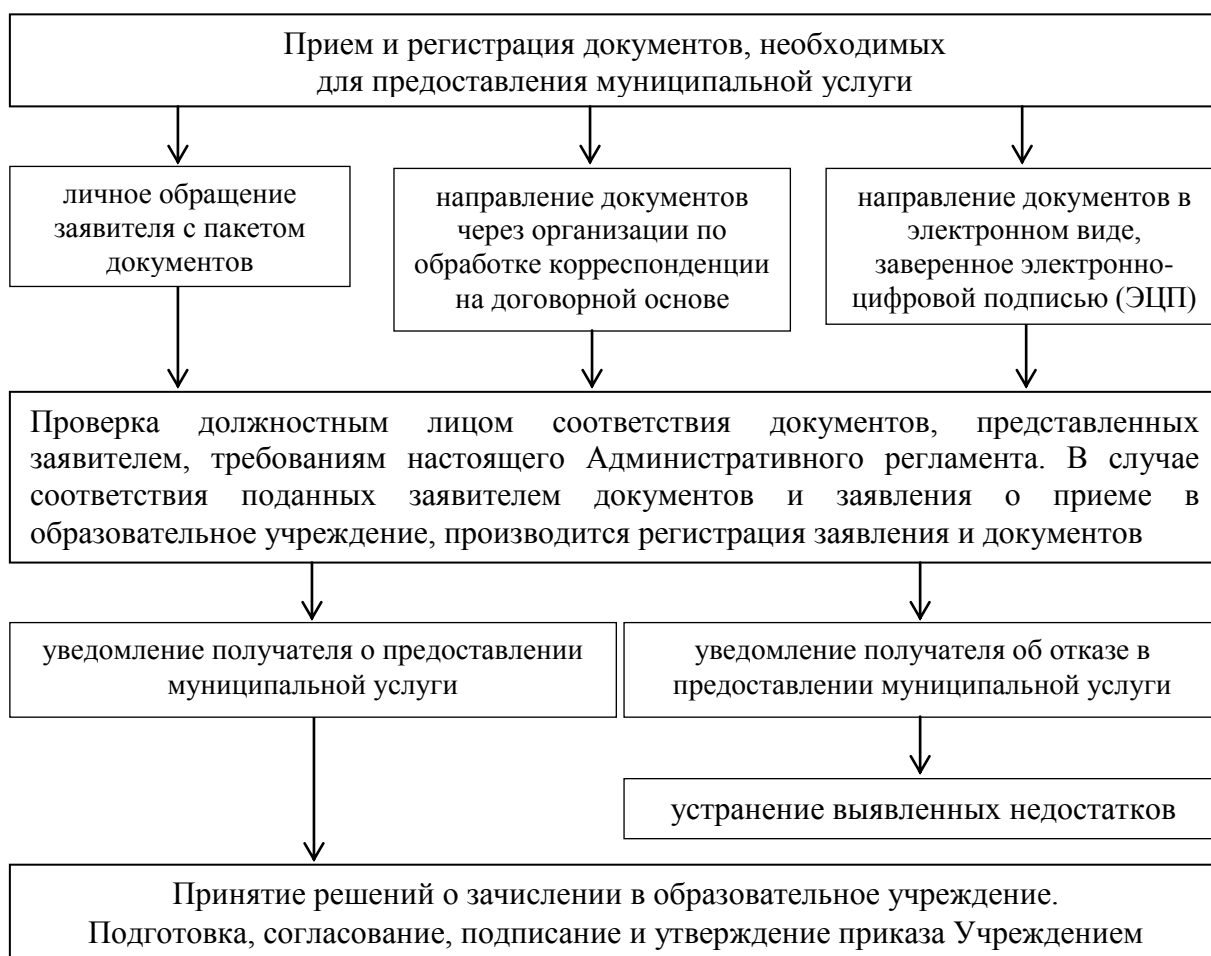 Прием и регистрация документов, необходимых
для предоставления муниципальной услуги
личное обращение
заявителя с пакетом
документов
направление документов
через организации по
обработке корреспонденции
на договорной основе
направление документов в
электронном виде,
заверенное электронно-
цифровой подписью (ЭЦП)
Проверка должностным лицом соответствия документов, представленных
заявителем, требованиям настоящего Административного регламента. В случае
соответствия поданных заявителем документов и заявления о приеме в
образовательное учреждение, производится регистрация заявления и документов
уведомление получателя о предоставлении
муниципальной услуги
уведомление получателя об отказе в
предоставлении муниципальной услуги
устранение выявленных недостатков
Принятие решений о зачислении в образовательное учреждение.
Подготовка, согласование, подписание и утверждение приказа Учреждением